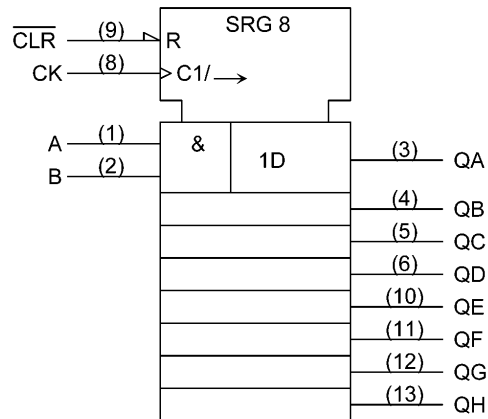 SRG 8
C̅L̅R̅ (9) R
CK (8) C1/→
A (1) & 1D (3) QA
B (2)
(4) QB
(5) QC
(6) QD
(10) QE
(11) QF
(12) QG
(13) QH